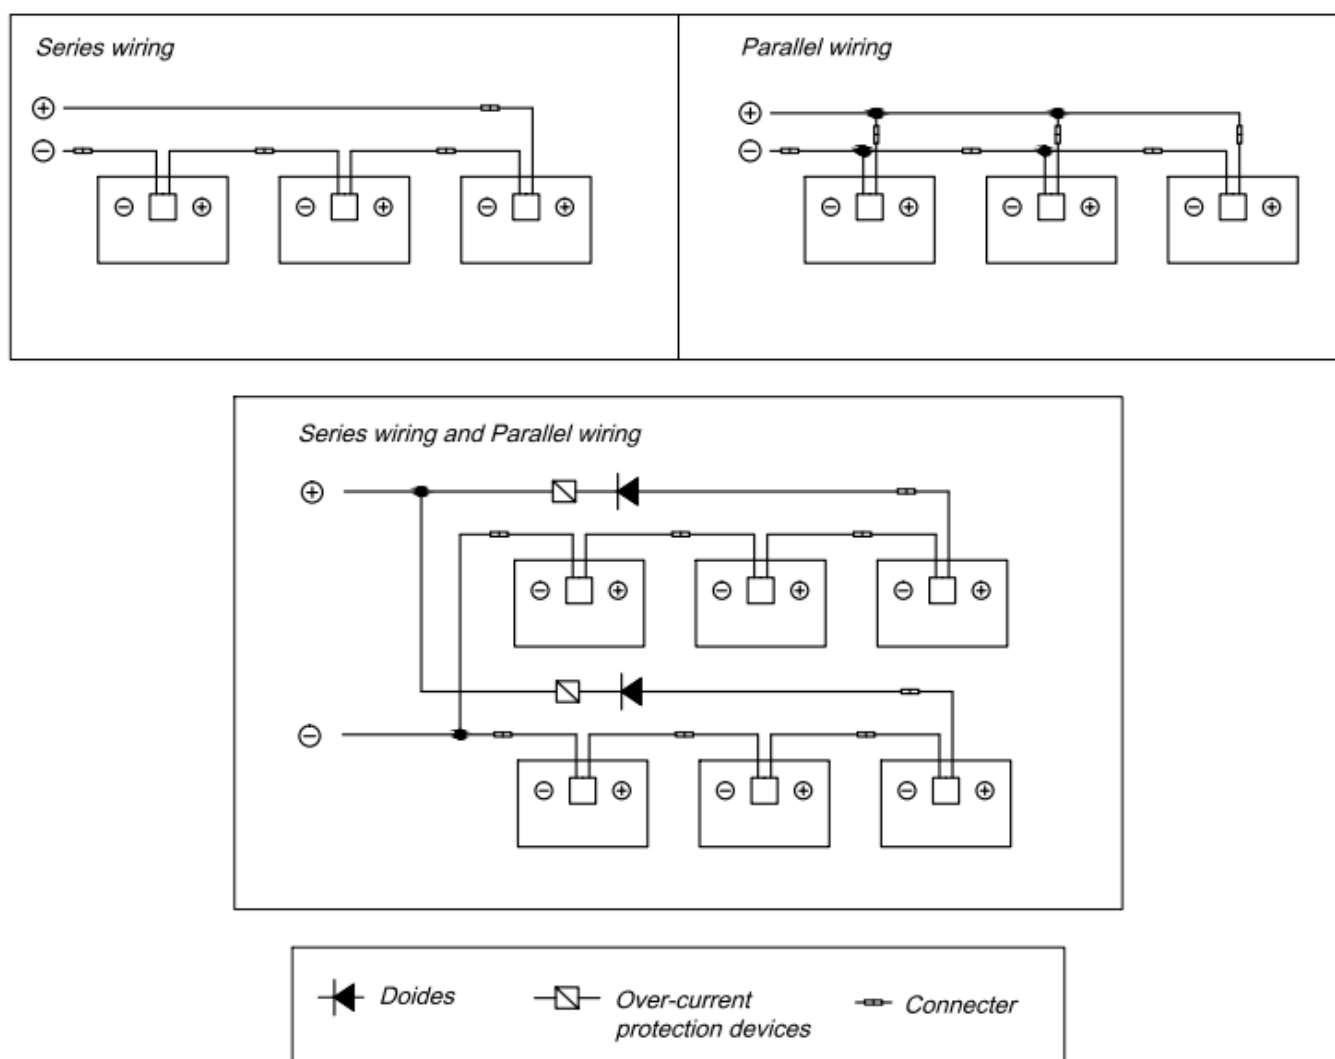 Series wiring
Parallel wiring
Series wiring and Parallel wiring
Doides
Over-current
protection devices
Connecter